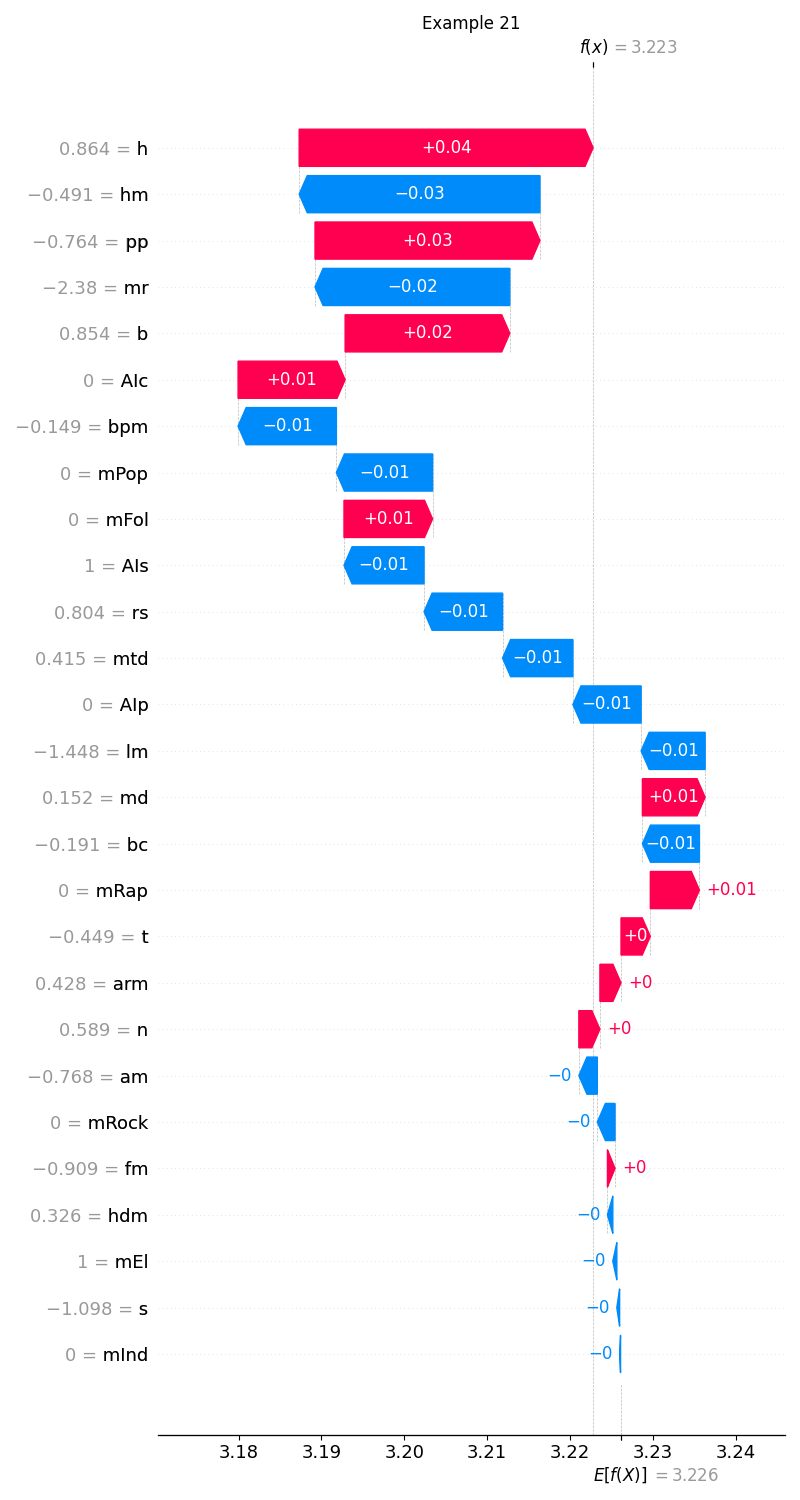 Example 21
f(x) = 3.223
0.864 = h
+0.04
−0.491 = hm
−0.03
−0.764 = pp
+0.03
−2.38 = mr
−0.02
0.854 = b
+0.02
0 = AIc
+0.01
−0.149 = bpm
−0.01
0 = mPop
−0.01
0 = mFol
+0.01
1 = AIs
−0.01
0.804 = rs
−0.01
0.415 = mtd
−0.01
0 = AIp
−0.01
−1.448 = lm
−0.01
0.152 = md
+0.01
−0.191 = bc
−0.01
0 = mRap
+0.01
−0.449 = t
+0
0.428 = arm
+0
0.589 = n
+0
−0.768 = am
−0
0 = mRock
−0
−0.909 = fm
+0
0.326 = hdm
−0
1 = mEl
−0
−1.098 = s
−0
0 = mInd
−0
3.18 3.19 3.20 3.21 3.22 3.23 3.24
E[f(X)] = 3.226